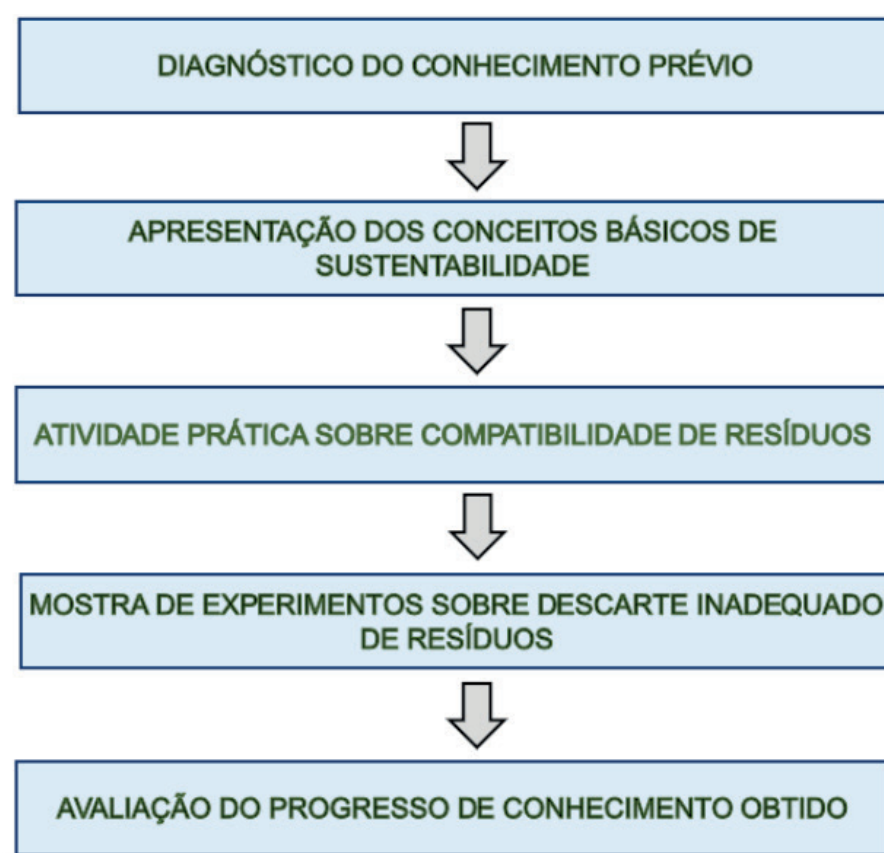 DIAGNÓSTICO DO CONHECIMENTO PRÉVIO
APRESENTAÇÃO DOS CONCEITOS BÁSICOS DE
SUSTENTABILIDADE
ATIVIDADE PRÁTICA SOBRE COMPATIBILIDADE DE RESÍDUOS
MOSTRA DE EXPERIMENTOS SOBRE DESCARTE INADEQUADO
DE RESÍDUOS
AVALIAÇÃO DO PROGRESSO DE CONHECIMENTO OBTIDO